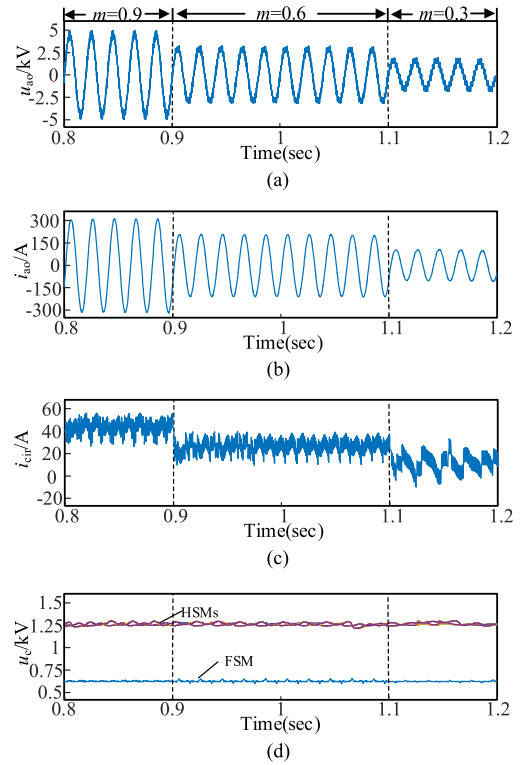 m=0.9 m=0.6 m=0.3
5
2.5
0
-2.5
-5
uao/kV
0.8 0.9 1 1.1 1.2
Time(sec)
(a)
300
150
0
-150
-300
iao/A
0.8 0.9 1 1.1 1.2
Time(sec)
(b)
60
40
20
0
-20
icir/A
0.8 0.9 1 1.1 1.2
Time(sec)
(c)
1.5
1.25
1
0.75
0.5
uc/kV
HSMs
FSM
0.8 0.9 1 1.1 1.2
Time(sec)
(d)